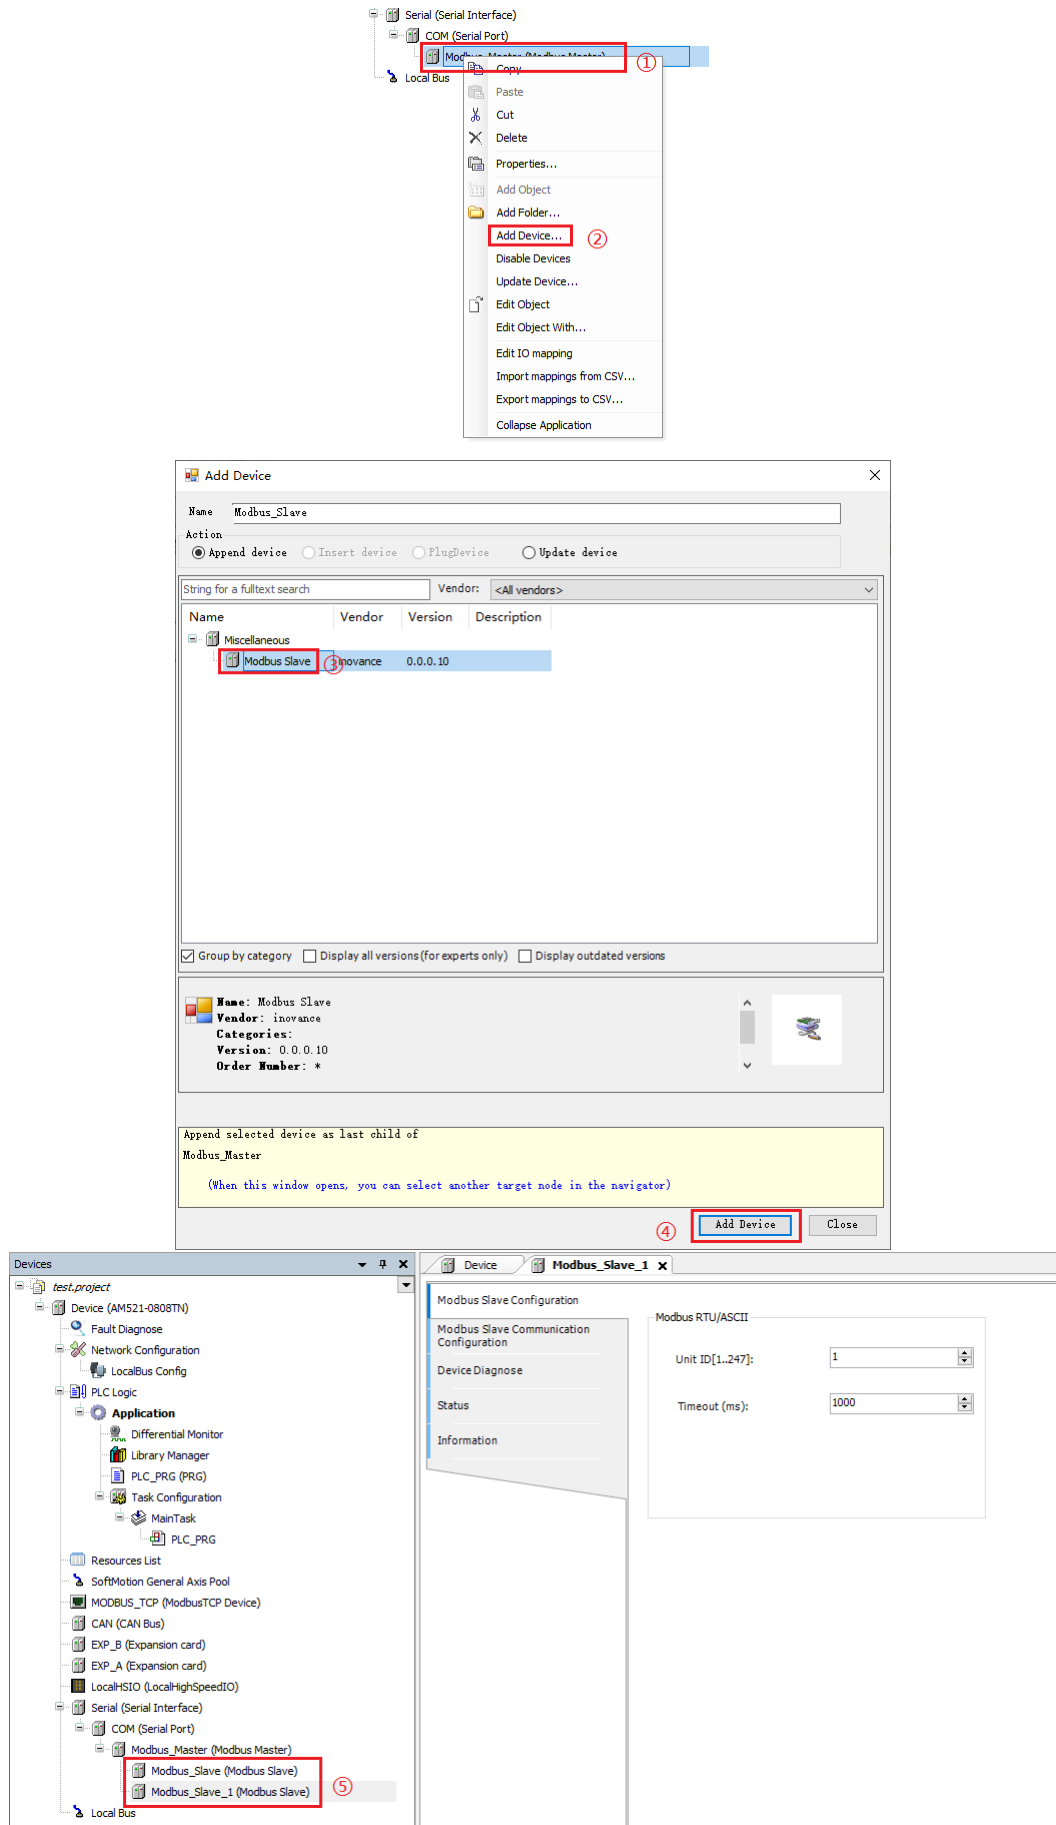 Serial (Serial Interface)
COM (Serial Port)
Modbus_Master (Modbus Master)
①
Local Bus
Copy
Paste
Cut
Delete
Properties...
Add Object
Add Folder...
Add Device...
②
Disable Devices
Update Device...
Edit Object
Edit Object With...
Edit IO mapping
Import mappings from CSV...
Export mappings to CSV...
Collapse Application
Add Device
Name Modbus_Slave
Action
Append device Insert device PlugDevice Update device
String for a fulltext search Vendor: <All vendors>
Name Vendor Version Description
Miscellaneous
Modbus Slave ③ inovance 0.0.0.10
Group by category Display all versions(for experts only) Display outdated versions
Name: Modbus Slave
Vendor: inovance
Categories:
Version: 0.0.0.10
Order Number: *
Append selected device as last child of
Modbus_Master
(When this window opens, you can select another target node in the navigator)
④ Add Device Close
Devices
test.project
Device (AM521-0808TN)
Fault Diagnose
Network Configuration
LocalBus Config
PLC Logic
Application
Differential Monitor
Library Manager
PLC_PRG (PRG)
Task Configuration
MainTask
PLC_PRG
Resources List
SoftMotion General Axis Pool
MODBUS_TCP (ModbusTCP Device)
CAN (CAN Bus)
EXP_B (Expansion card)
EXP_A (Expansion card)
LocalHSIO (LocalHighSpeedIO)
Serial (Serial Interface)
COM (Serial Port)
Modbus_Master (Modbus Master)
Modbus_Slave (Modbus Slave)
Modbus_Slave_1 (Modbus Slave)
⑤
Local Bus
Device Modbus_Slave_1
Modbus Slave Configuration
Modbus Slave Communication
Configuration
Device Diagnose
Status
Information
Modbus RTU/ASCII
Unit ID[1..247]: 1
Timeout (ms): 1000